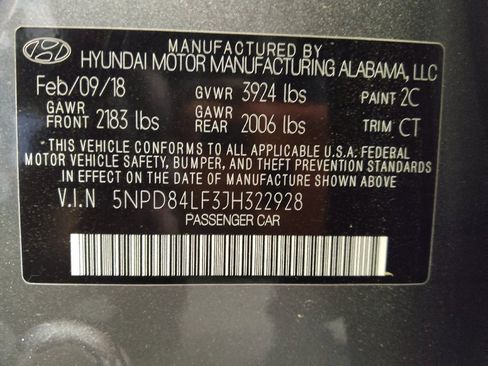 MANUFACTURED BY
HYUNDAI MOTOR MANUFACTURING ALABAMA, LLC
Feb/09/18 GVWR 3924 lbs PAINT 2C
GAWR FRONT 2183 lbs GAWR REAR 2006 lbs TRIM CT
THIS VEHICLE CONFORMS TO ALL APPLICABLE U.S.A. FEDERAL
MOTOR VEHICLE SAFETY, BUMPER, AND THEFT PREVENTION STANDARDS
IN EFFECT ON THE DATE OF MANUFACTURE SHOWN ABOVE.
V.I.N 5NPD84LF3JH322928
PASSENGER CAR